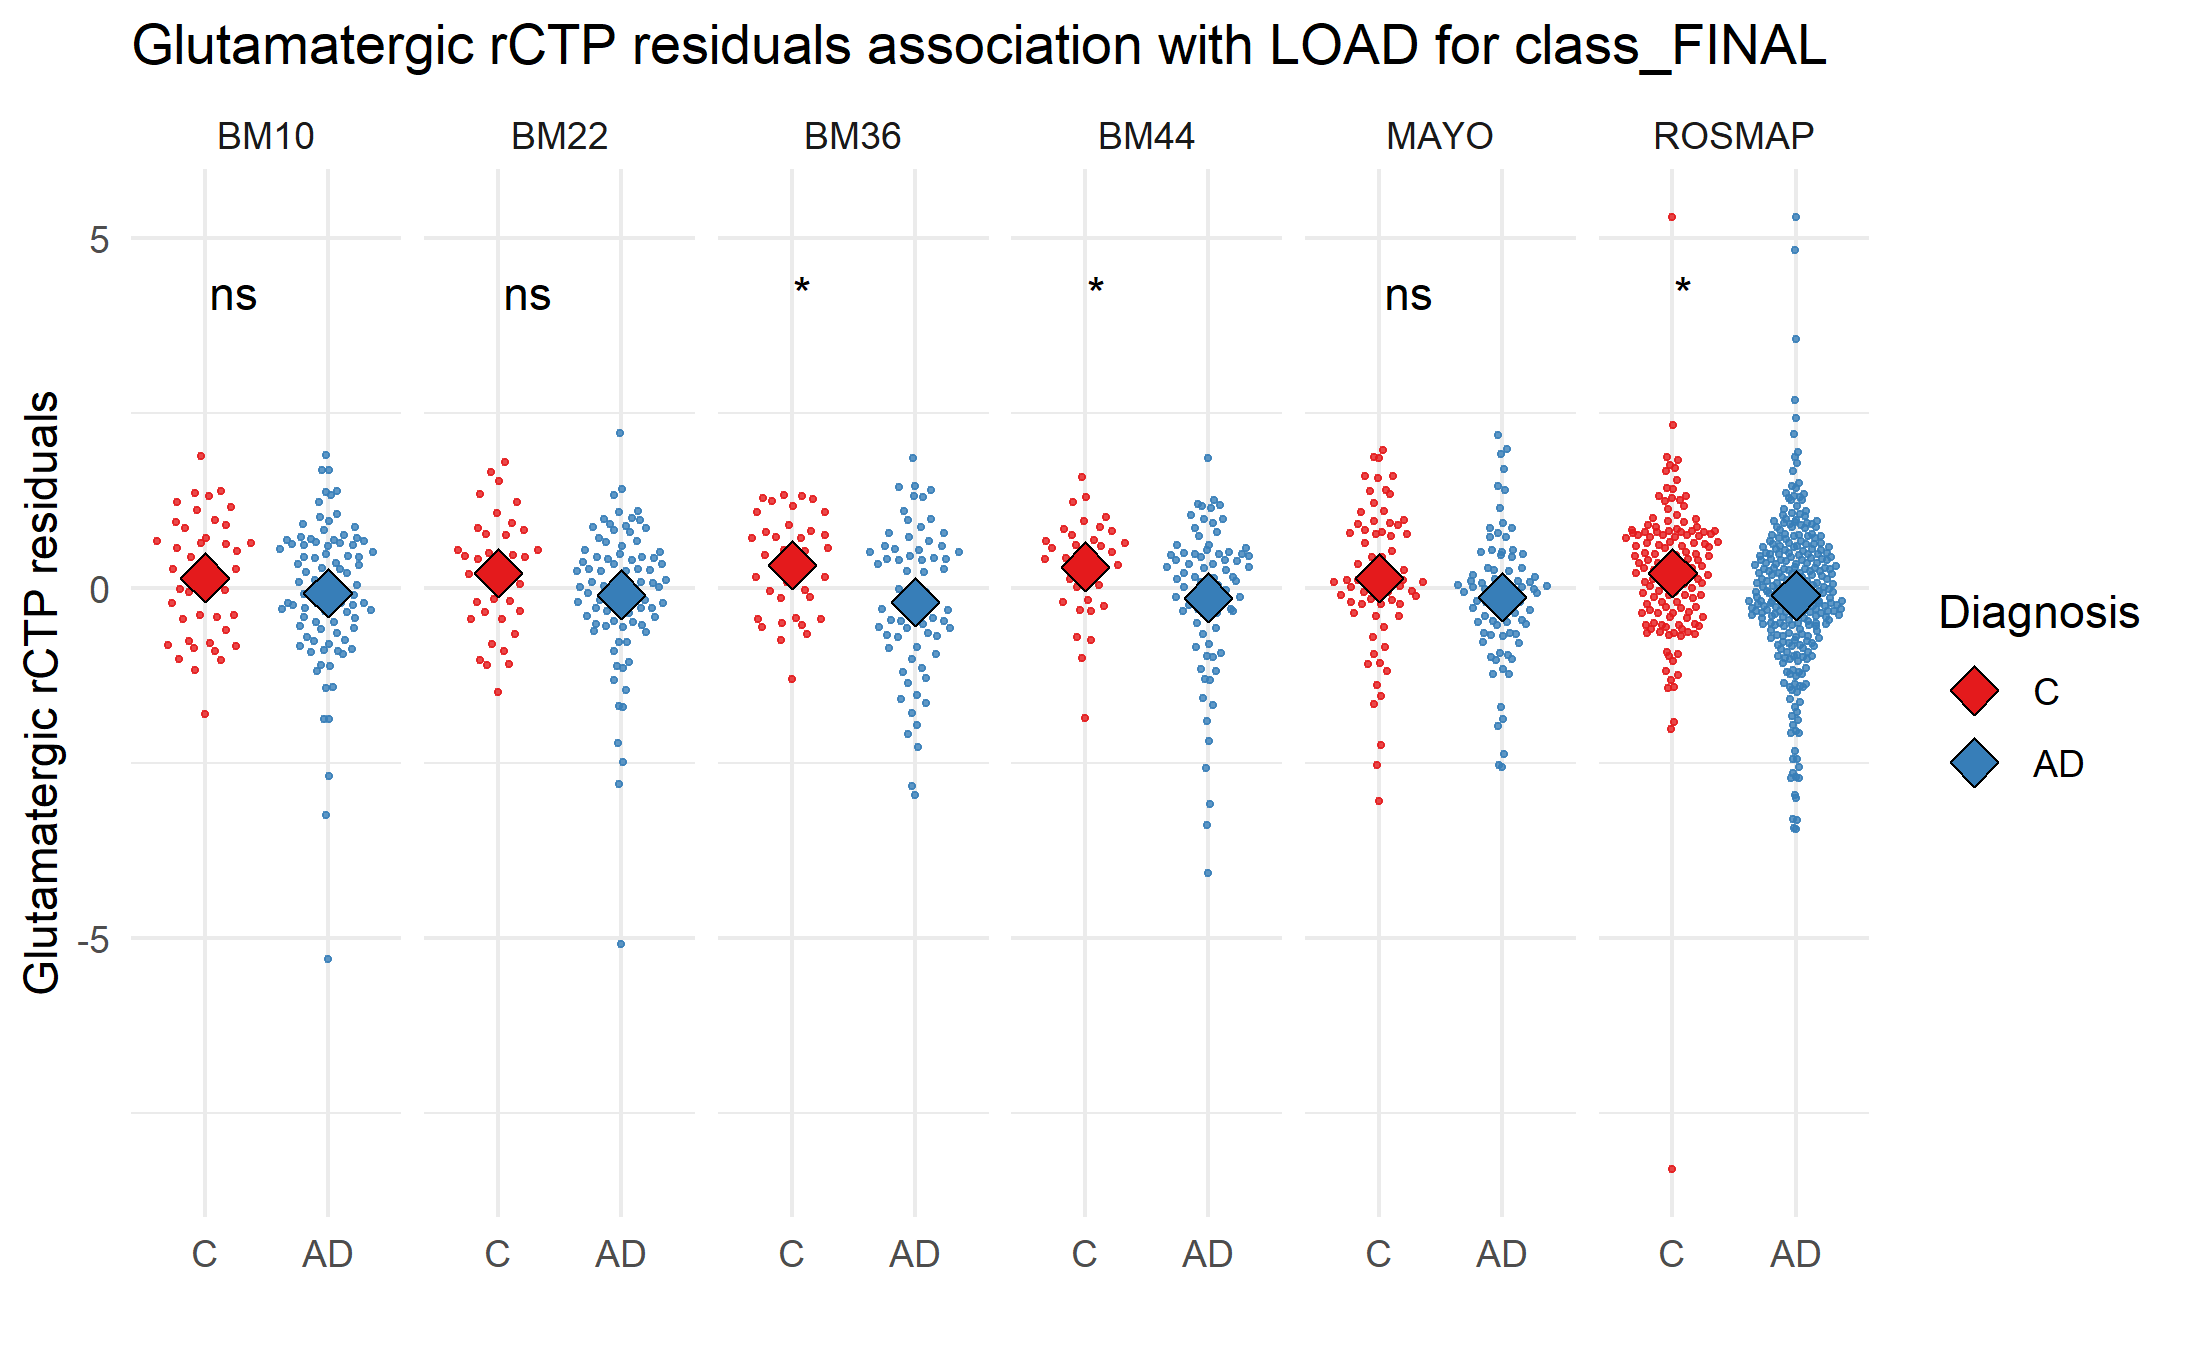 Glutamatergic rCTP residuals association with LOAD for class_FINAL
BM10 BM22 BM36 BM44 MAYO ROSMAP
ns ns * * ns *
5
0
-5
Glutamatergic rCTP residuals
C AD C AD C AD C AD C AD C AD
Diagnosis
C
AD